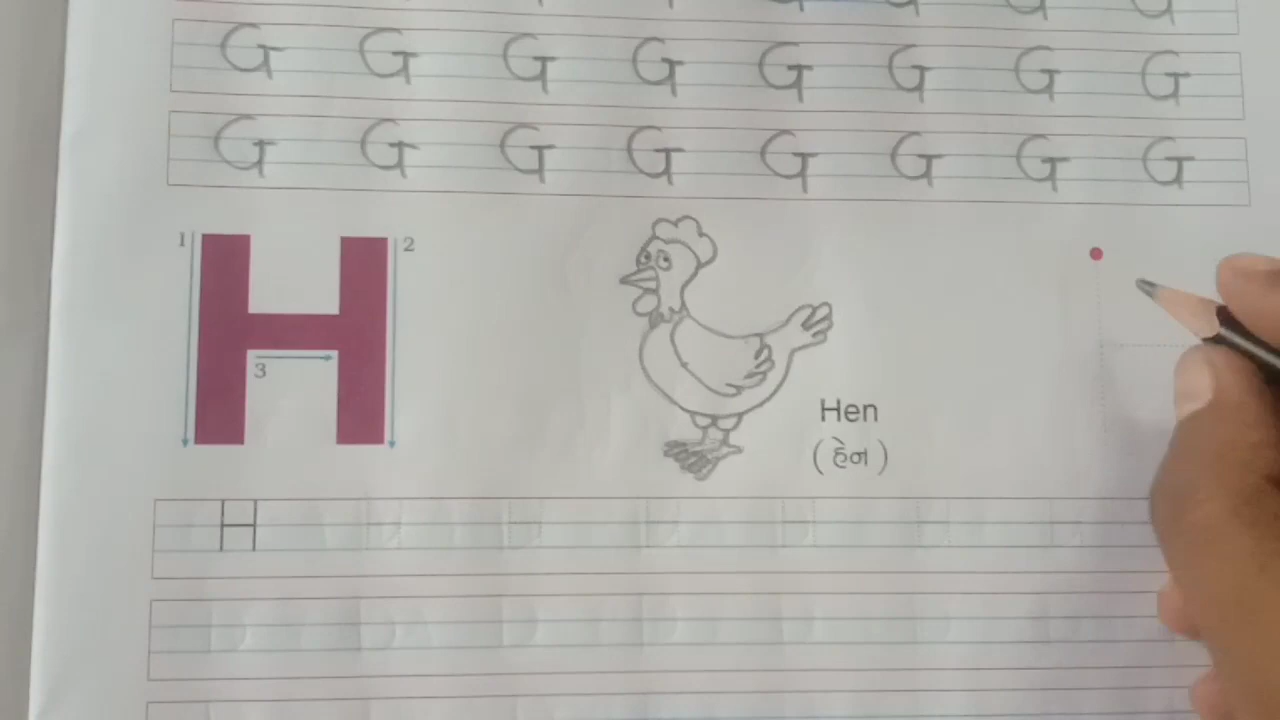 G G G G G G G G
G G G G G G G G
1 H 2
3
Hen
(હેન)
H H H H H H H